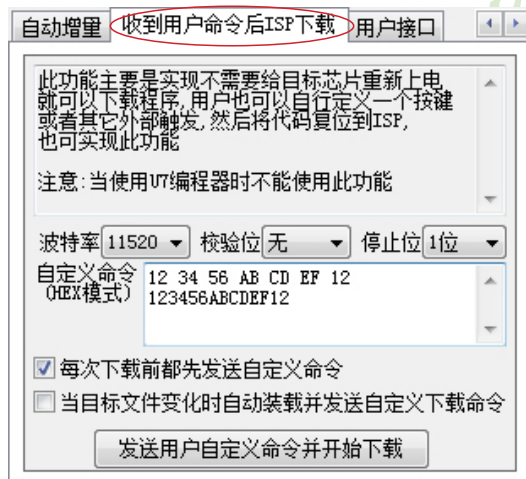 自动增量 收到用户命令后ISP下载 用户接口
此功能主要是实现不需要给目标芯片重新上电
就可以下载程序,用户也可以自行定义一个按键
或者其它外部触发,然后将代码复位到ISP,
也可实现此功能
注意:当使用U7编程器时不能使用此功能
波特率 11520 校验位 无 停止位 1位
自定义命令
(HEX模式)
12 34 56 AB CD EF 12
123456ABCDEF12
每次下载前都先发送自定义命令
当目标文件变化时自动装载并发送自定义下载命令
发送用户自定义命令并开始下载